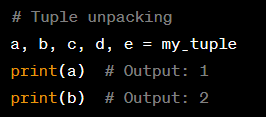 # Tuple unpacking
a, b, c, d, e = my_tuple
print(a)  # Output: 1
print(b)  # Output: 2